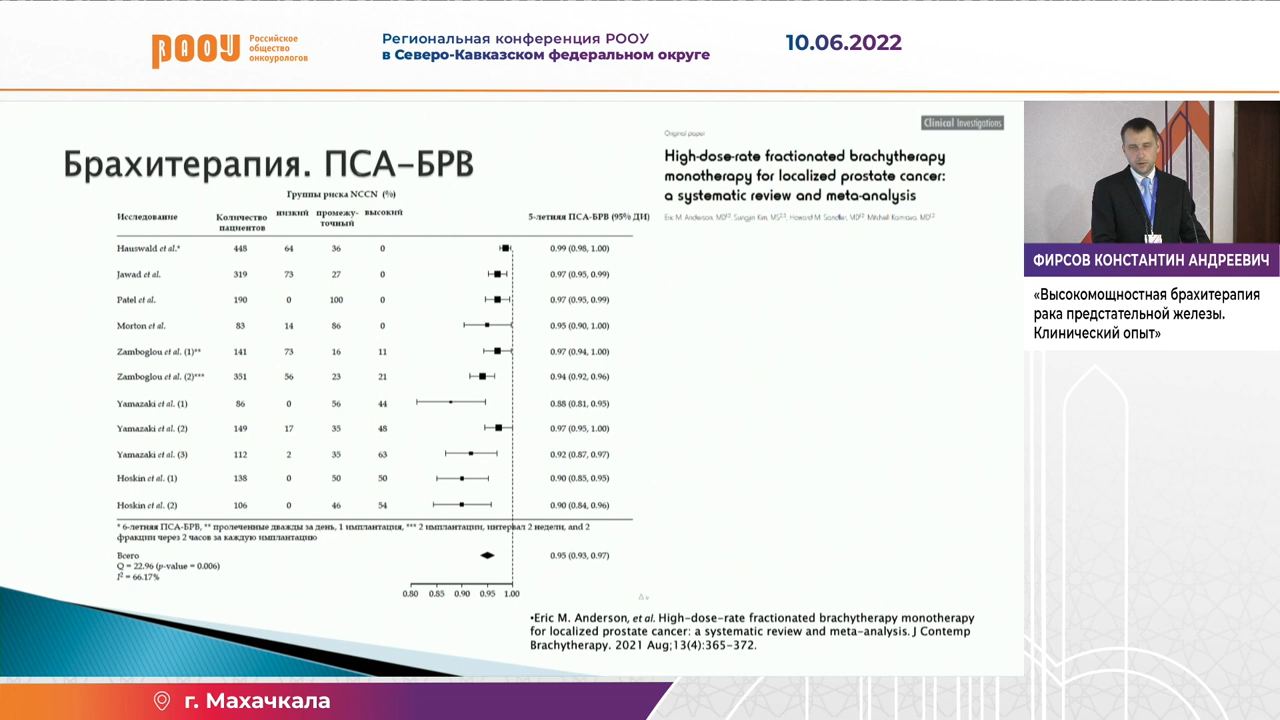 РООУ
Российское
общество
онкоурологов
Региональная конференция РООУ
в Северо-Кавказском федеральном округе
10.06.2022
Брахитерапия. ПСА-БРВ
Clinical Investigations
Original paper
High-dose-rate fractionated brachytherapy
monotherapy for localized prostate cancer:
a systematic review and meta-analysis
Eric M. Anderson, MD, Sungjin Kim, MS, Howard M. Sandler, MD, Mitchell Kamrava, MD
Группы риска NCCN (%)
Исследование Количество пациентов низкий промежу-точный высокий 5-летняя ПСА-БРВ (95% ДИ)
Hauswald et al.* 448 64 36 0 0.99 (0.98, 1.00)
Jawad et al. 319 73 27 0 0.97 (0.95, 0.99)
Patel et al. 190 0 100 0 0.97 (0.95, 0.99)
Morton et al. 83 14 86 0 0.95 (0.90, 1.00)
Zamboglou et al. (1)** 141 73 16 11 0.97 (0.94, 1.00)
Zamboglou et al. (2)*** 351 56 23 21 0.94 (0.92, 0.96)
Yamazaki et al. (1) 86 0 56 44 0.88 (0.81, 0.95)
Yamazaki et al. (2) 149 17 35 48 0.97 (0.95, 1.00)
Yamazaki et al. (3) 112 2 35 63 0.92 (0.87, 0.97)
Hoskin et al. (1) 138 0 50 50 0.90 (0.85, 0.95)
Hoskin et al. (2) 106 0 46 54 0.90 (0.84, 0.96)
* 6-летняя ПСА-БРВ, ** пролеченные дважды за день, 1 имплантация, *** 2 имплантации, интервал 2 недели, and 2
фракции через 2 часов за каждую имплантацию
Всего 0.95 (0.93, 0.97)
Q = 22.96 (p-value = 0.006)
I² = 66.17%
0.80 0.85 0.90 0.95 1.00
•Eric M. Anderson, et al. High-dose-rate fractionated brachytherapy monotherapy
for localized prostate cancer: a systematic review and meta-analysis. J Contemp
Brachytherapy. 2021 Aug;13(4):365-372.
ФИРСОВ КОНСТАНТИН АНДРЕЕВИЧ
«Высокомощностная брахитерапия
рака предстательной железы.
Клинический опыт»
г. Махачкала